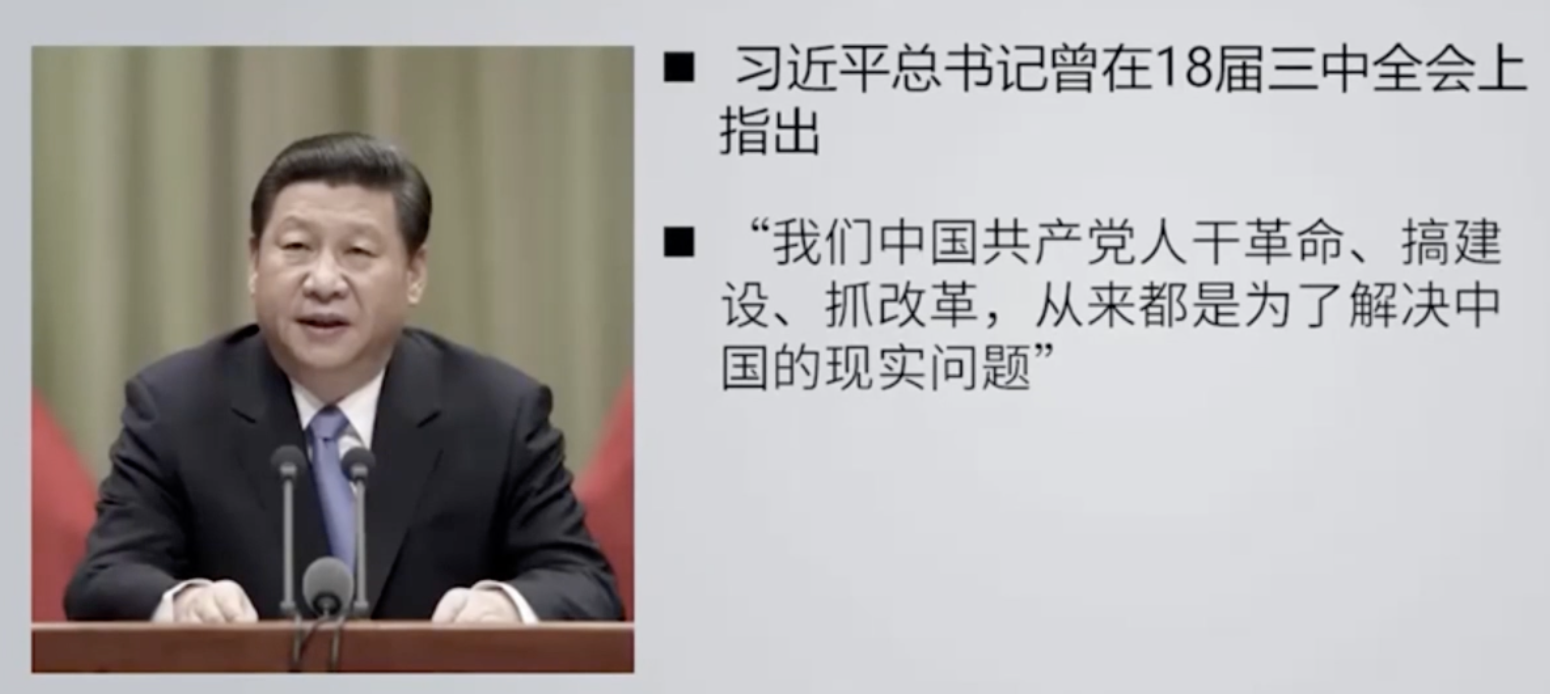 ■ 习近平总书记曾在18届三中全会上
指出
■ “我们中国共产党人干革命、搞建
设、抓改革，从来都是为了解决中
国的现实问题”